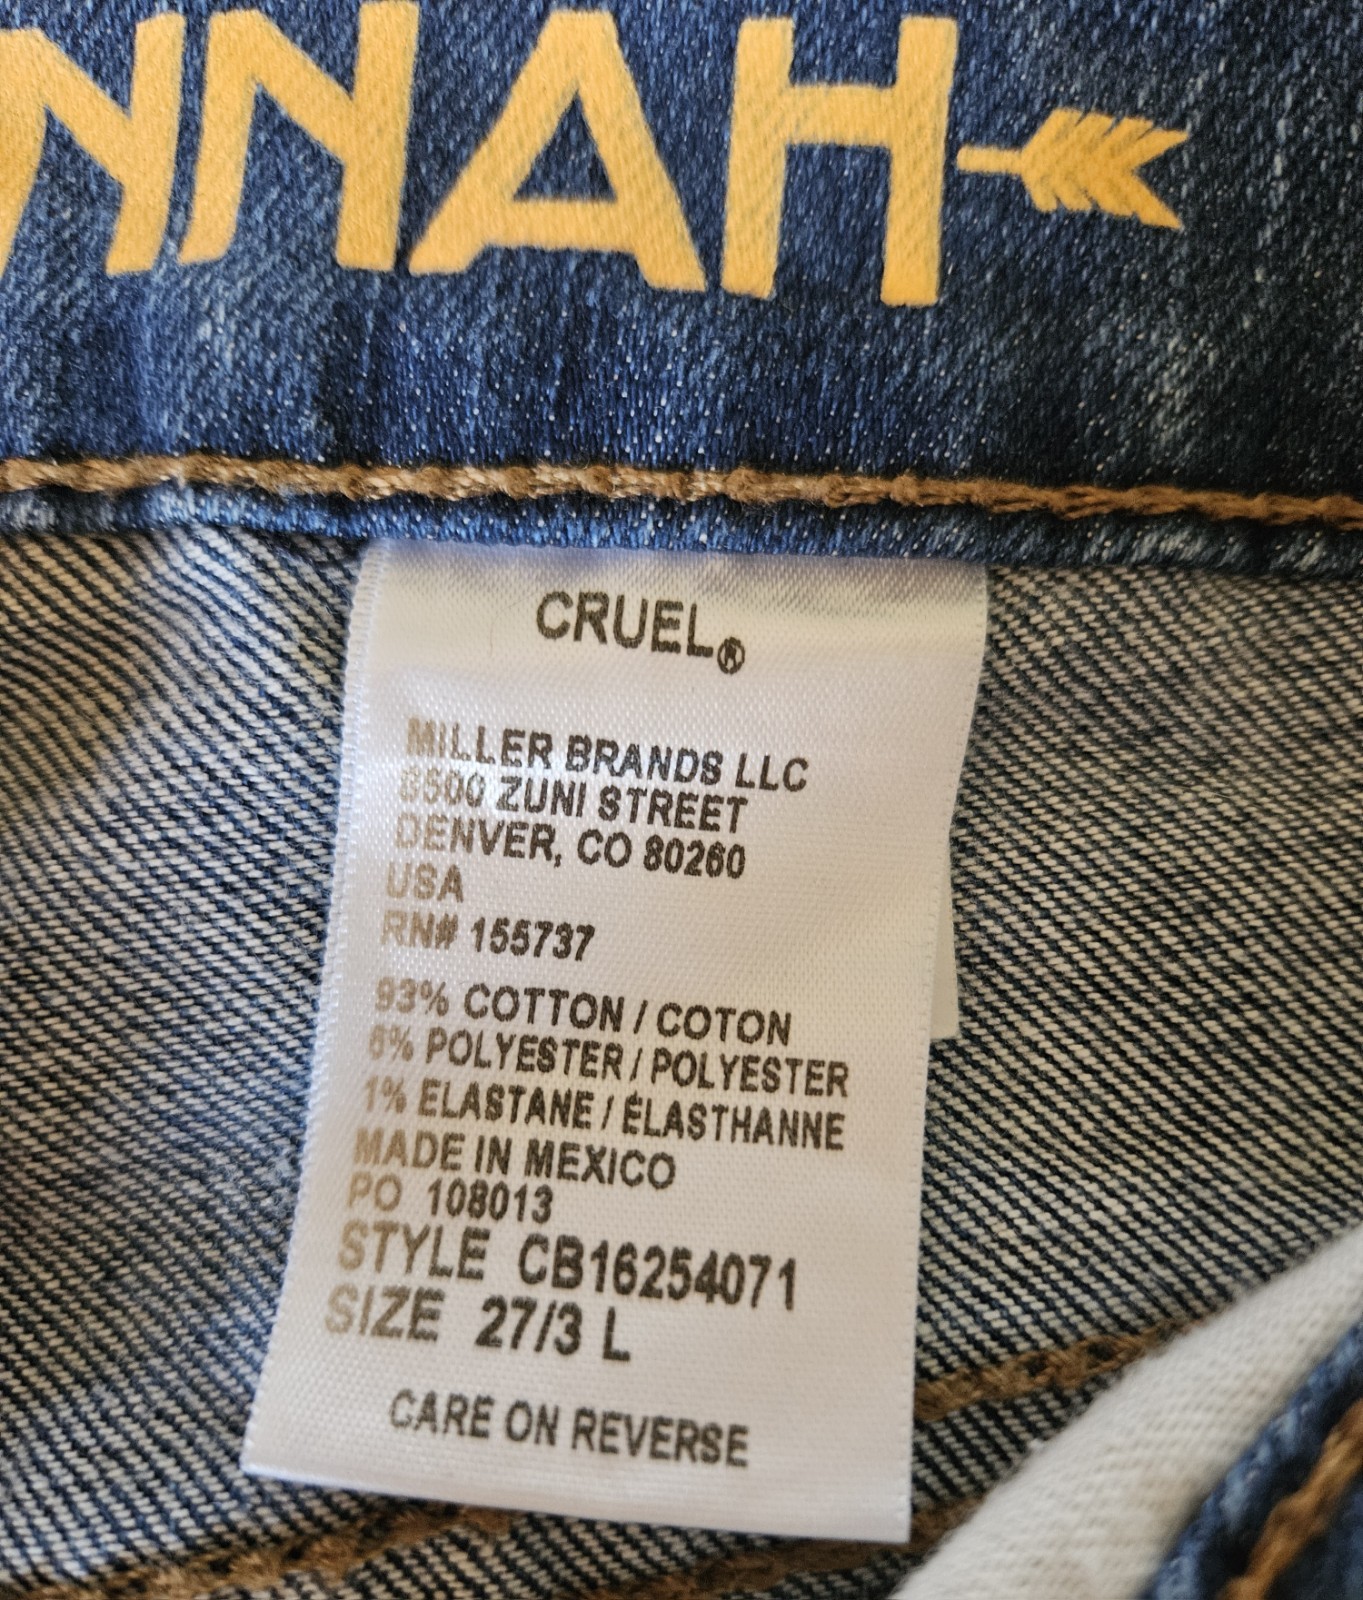 NNAH
CRUEL®
MILLER BRANDS LLC
8500 ZUNI STREET
DENVER, CO 80260
USA
RN# 155737
93% COTTON / COTON
6% POLYESTER / POLYESTER
1% ELASTANE / ÉLASTHANNE
MADE IN MEXICO
PO 108013
STYLE CB16254071
SIZE 27/3 L
CARE ON REVERSE